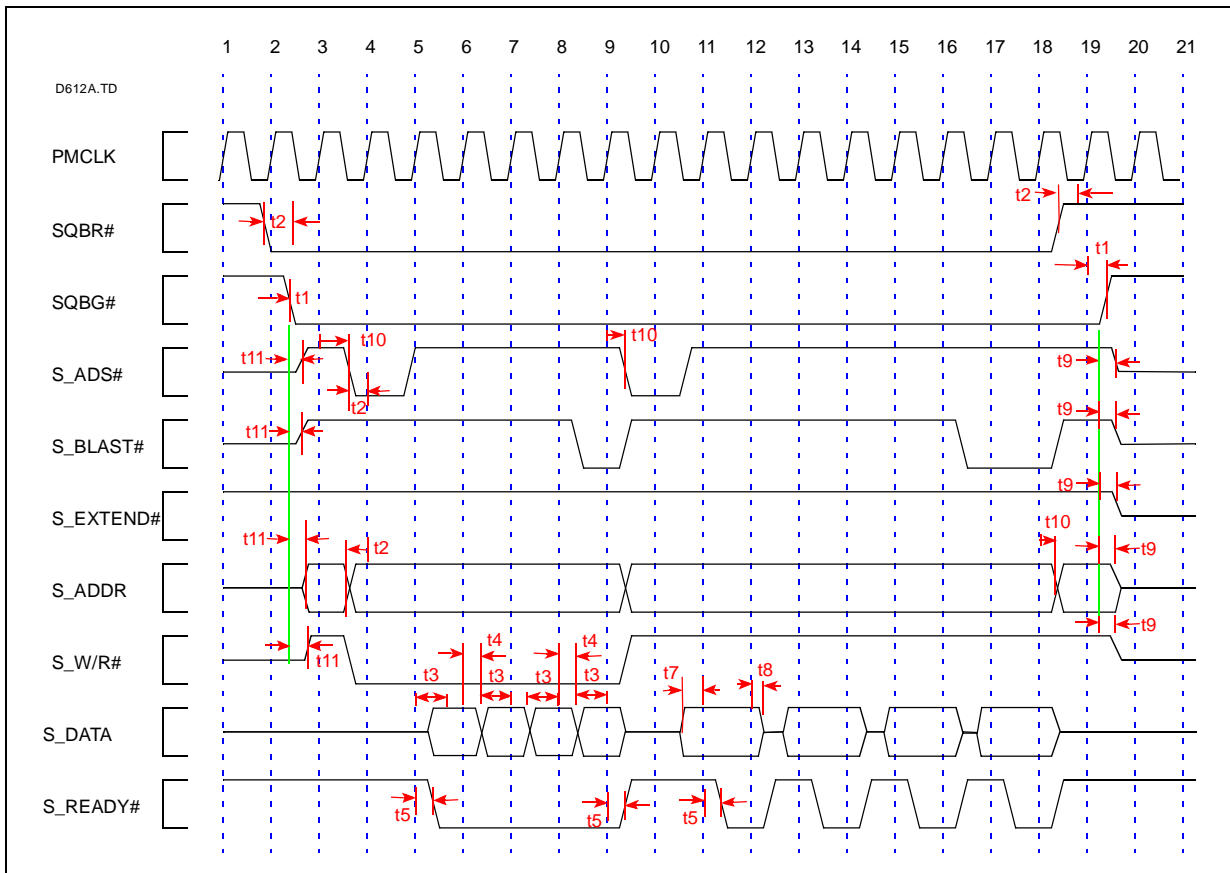 1 2 3 4 5 6 7 8 9 10 11 12 13 14 15 16 17 18 19 20 21
D612A.TD
PMCLK
t2
SQBR#
t2
t1
SQBG#
t1
t10
t10
t11
t9
S_ADS#
t2
t9
t11
S_BLAST#
t9
S_EXTEND#
t11
t2
t10
t9
S_ADDR
t9
t4
t4
S_W/R#
t11
t3
t3
t3
t3
t7
t8
S_DATA
S_READY#
t5
t5
t5